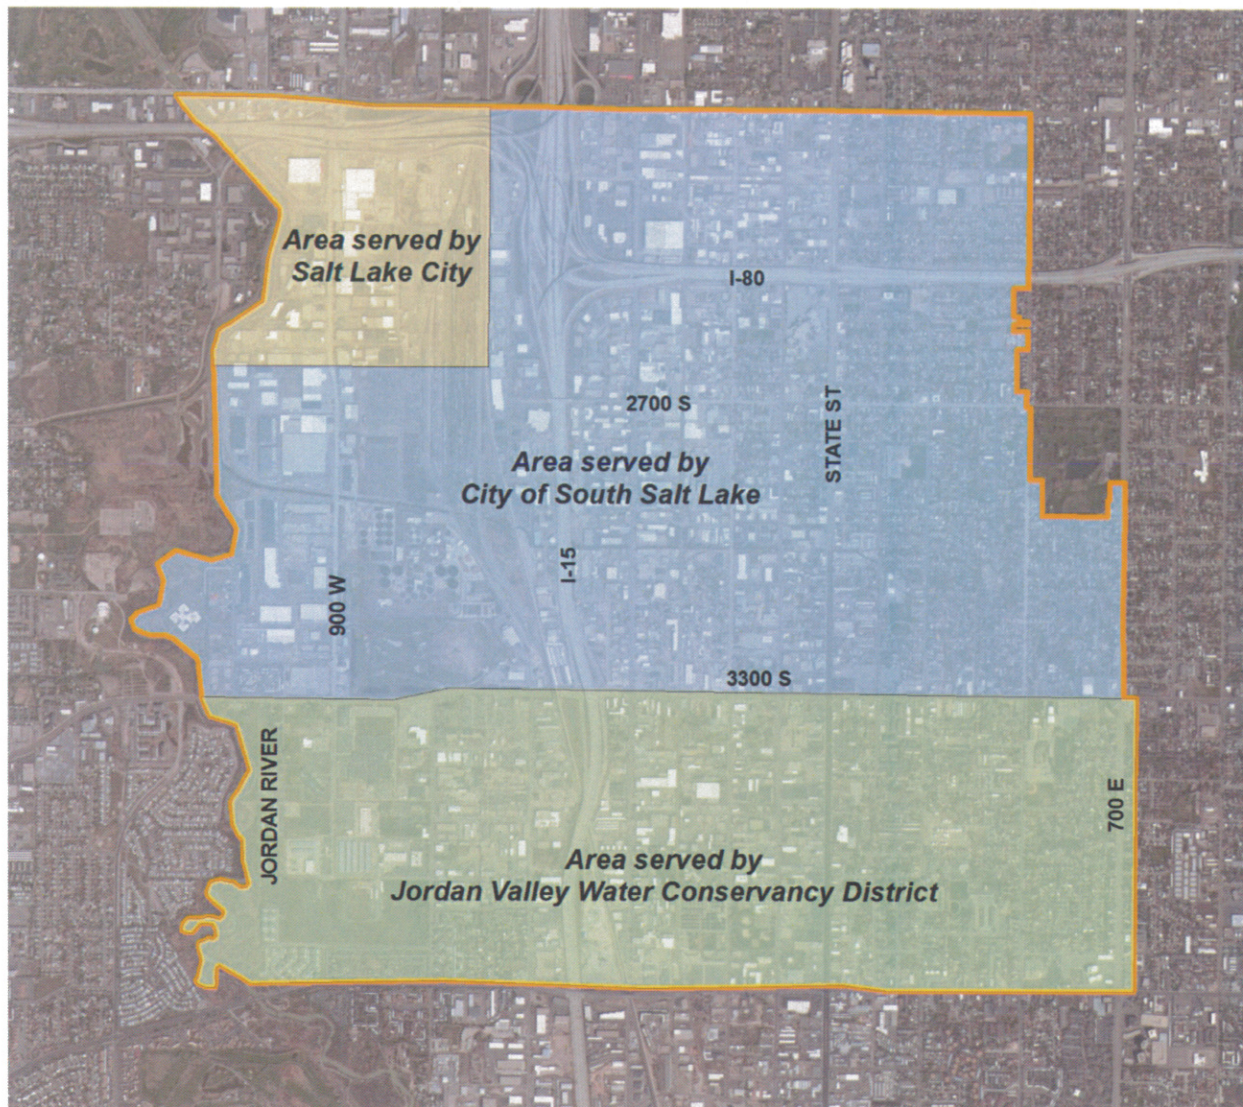 Area served by
Salt Lake City
I-80
2700 S
STATE ST
Area served by
City of South Salt Lake
I-15
900 W
3300 S
JORDAN RIVER
700 E
Area served by
Jordan Valley Water Conservancy District